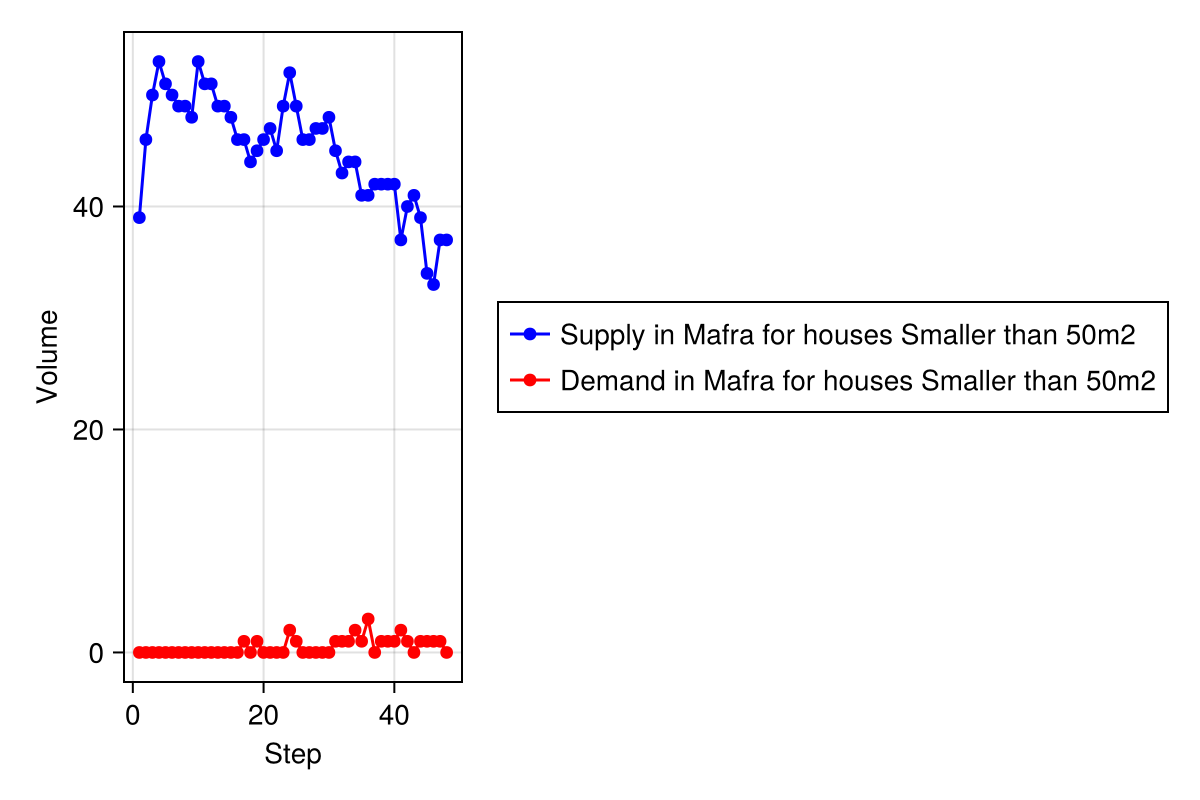 40
20
0
Volume
0 20 40
Step
Supply in Mafra for houses Smaller than 50m2
Demand in Mafra for houses Smaller than 50m2